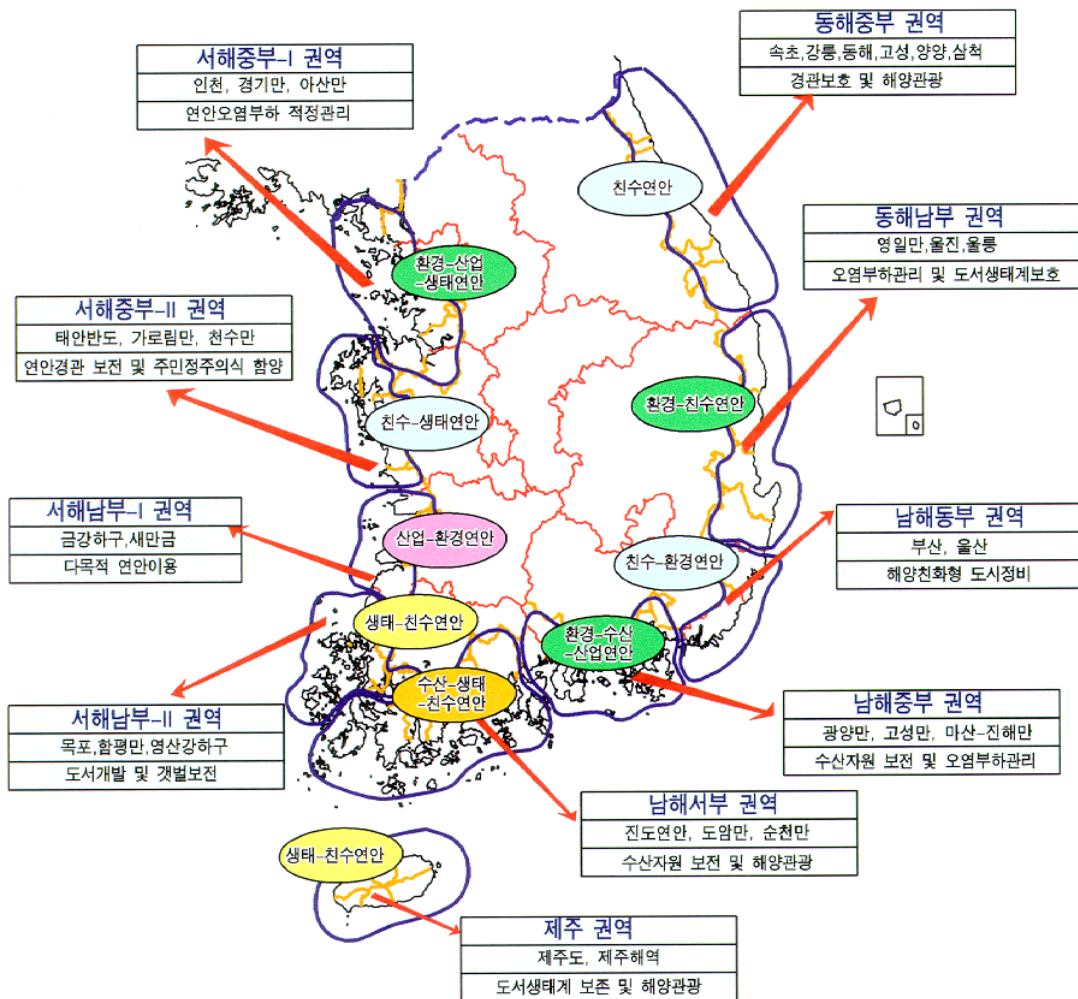 서해중부-I 권역
인천, 경기만, 아산만
연안오염부하 적정관리
동해중부 권역
속초,강릉,동해,고성,양양,삼척
경관보호 및 해양관광
친수연안
동해남부 권역
영일만,울진,울릉
오염부하관리 및 도서생태계보호
환경-산업
-생태연안
서해중부-II 권역
태안반도, 가로림만, 천수만
연안경관 보전 및 주민정주의식 함양
친수-생태연안
환경-친수연안
서해남부-I 권역
금강하구,새만금
다목적 연안이용
산업-환경연안
남해동부 권역
부산, 울산
해양친화형 도시정비
친수-환경연안
생태-친수연안
환경-수산
-산업연안
수산-생태
-친수연안
서해남부-II 권역
목포,함평만,영산강하구
도서개발 및 갯벌보전
남해중부 권역
광양만, 고성만, 마산-진해만
수산자원 보전 및 오염부하관리
남해서부 권역
진도연안, 도암만, 순천만
수산자원 보전 및 해양관광
생태-친수연안
제주 권역
제주도, 제주해역
도서생태계 보존 및 해양관광